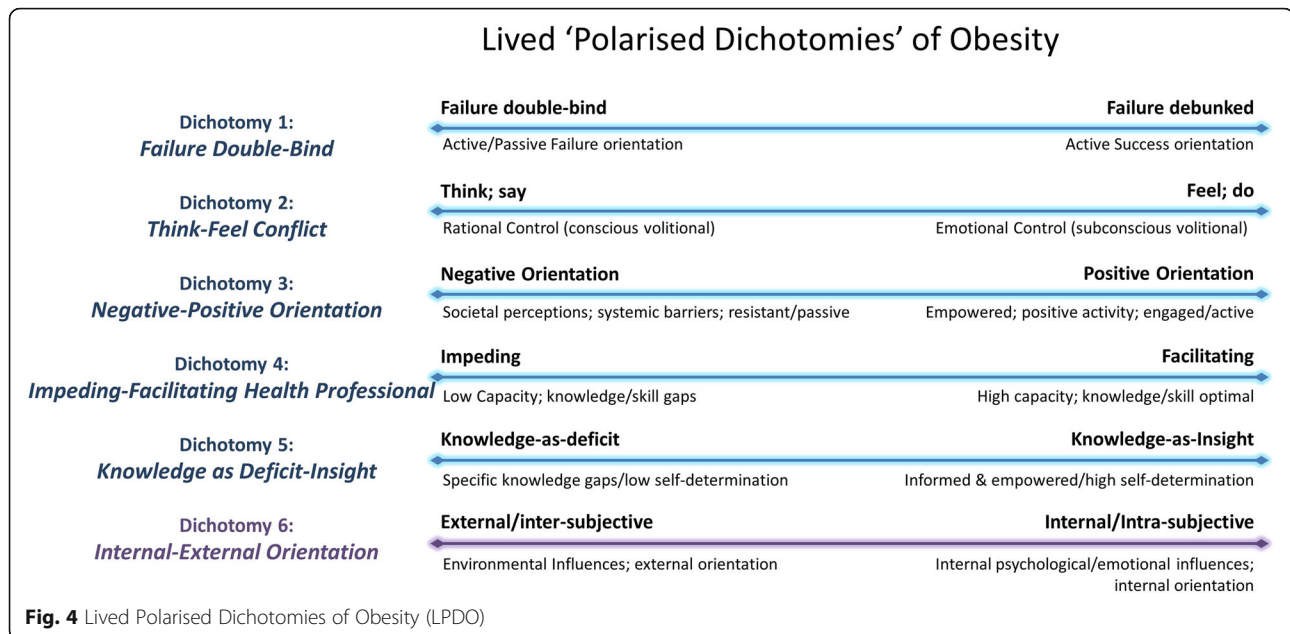 Lived ‘Polarised Dichotomies’ of Obesity
Dichotomy 1:
Failure Double-Bind
Failure double-bind
Failure debunked
Active/Passive Failure orientation
Active Success orientation
Dichotomy 2:
Think-Feel Conflict
Think; say
Feel; do
Rational Control (conscious volitional)
Emotional Control (subconscious volitional)
Dichotomy 3:
Negative-Positive Orientation
Negative Orientation
Positive Orientation
Societal perceptions; systemic barriers; resistant/passive
Empowered; positive activity; engaged/active
Dichotomy 4:
Impeding-Facilitating Health Professional
Impeding
Facilitating
Low Capacity; knowledge/skill gaps
High capacity; knowledge/skill optimal
Dichotomy 5:
Knowledge as Deficit-Insight
Knowledge-as-deficit
Knowledge-as-Insight
Specific knowledge gaps/low self-determination
Informed & empowered/high self-determination
Dichotomy 6:
Internal-External Orientation
External/inter-subjective
Internal/Intra-subjective
Environmental Influences; external orientation
Internal psychological/emotional influences;
internal orientation
Fig. 4 Lived Polarised Dichotomies of Obesity (LPDO)